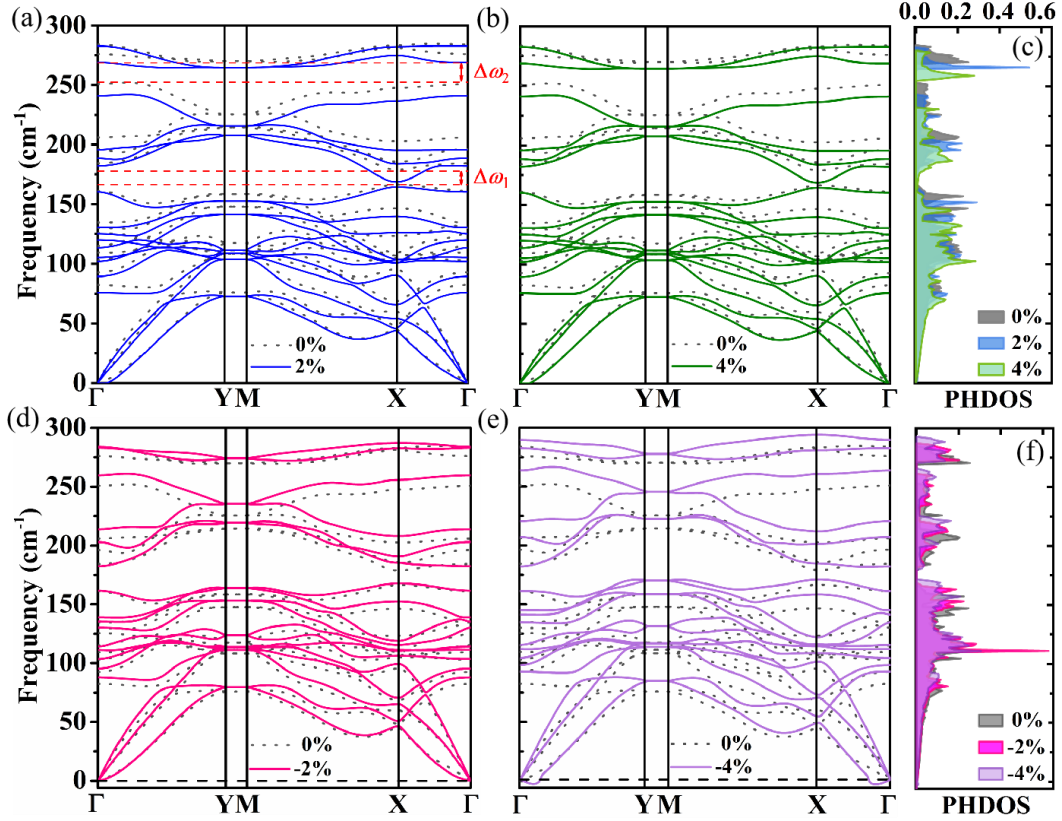 (a)
300
250
200
150
100
50
0
Frequency (cm⁻¹)
Δω₂
Δω₁
0%
2%
Γ
Y
M
X
Γ
(b)
0%
4%
Γ
Y
M
X
Γ
0.0 0.2 0.4 0.6
(c)
0%
2%
4%
PHDOS
(d)
300
250
200
150
100
50
0
Frequency (cm⁻¹)
0%
-2%
Γ
Y
M
X
Γ
(e)
0%
-4%
Γ
Y
M
X
Γ
(f)
0%
-2%
-4%
PHDOS